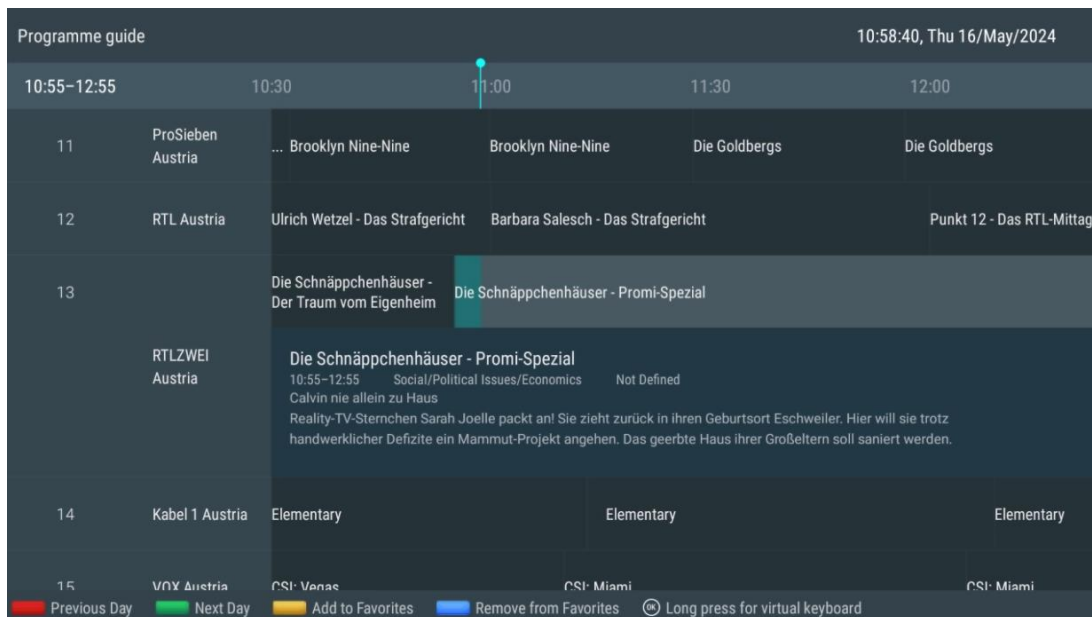 Programme guide
10:58:40, Thu 16/May/2024
10:55–12:55 10:30 11:00 11:30 12:00
11 ProSieben Austria ... Brooklyn Nine-Nine Brooklyn Nine-Nine Die Goldbergs Die Goldbergs
12 RTL Austria Ulrich Wetzel - Das Strafgericht Barbara Salesch - Das Strafgericht Punkt 12 - Das RTL-Mittag
13
Die Schnäppchenhäuser -
Der Traum vom Eigenheim
Die Schnäppchenhäuser - Promi-Spezial
RTLZWEI
Austria
Die Schnäppchenhäuser - Promi-Spezial
10:55–12:55 Social/Political Issues/Economics Not Defined
Calvin nie allein zu Haus
Reality-TV-Sternchen Sarah Joelle packt an! Sie zieht zurück in ihren Geburtsort Eschweiler. Hier will sie trotz
handwerklicher Defizite ein Mammut-Projekt angehen. Das geerbte Haus ihrer Großeltern soll saniert werden.
14 Kabel 1 Austria Elementary Elementary Elementary
15 VOX Austria CSI: Vegas CSI: Miami CSI: Miami
Previous Day Next Day Add to Favorites Remove from Favorites OK Long press for virtual keyboard